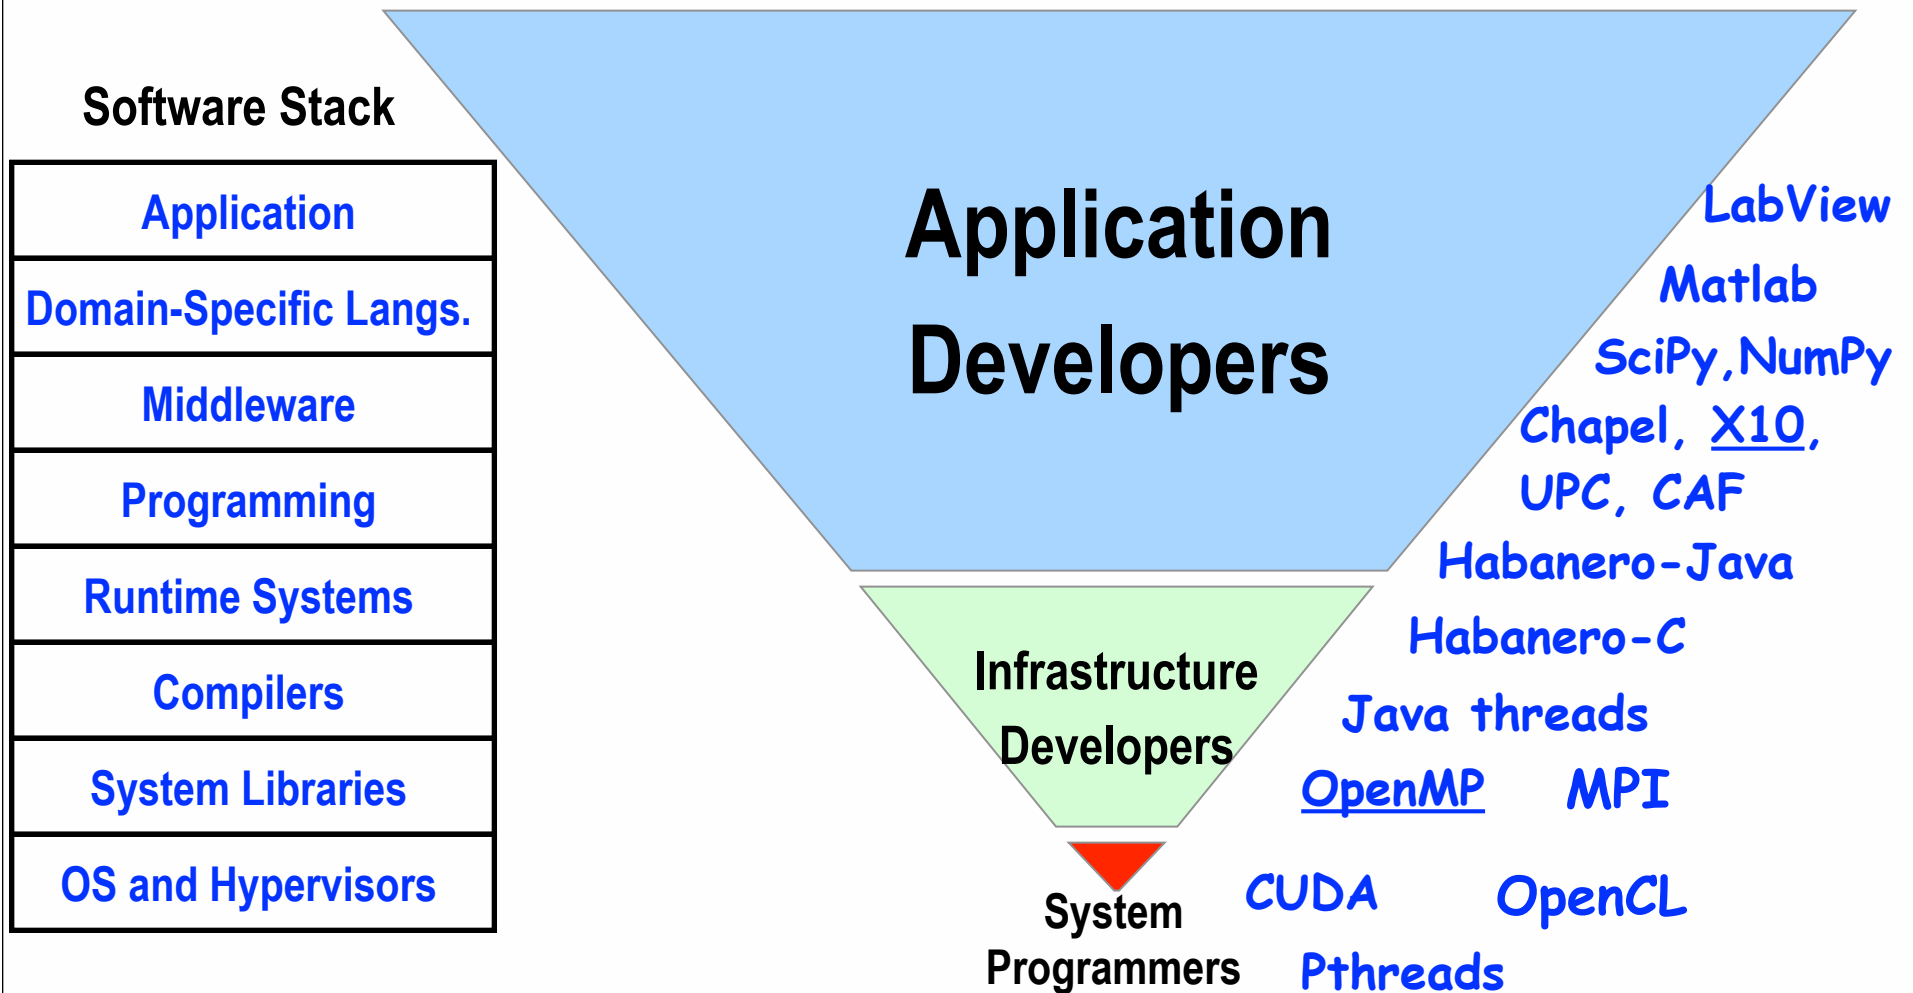 Software Stack
Application
Domain-Specific Langs.
Middleware
Programming
Runtime Systems
Compilers
System Libraries
OS and Hypervisors
Application
Developers
Infrastructure
Developers
System
Programmers
LabView
Matlab
SciPy,NumPy
Chapel, X10,
UPC, CAF
Habanero-Java
Habanero-C
Java threads
OpenMP MPI
CUDA OpenCL
Pthreads